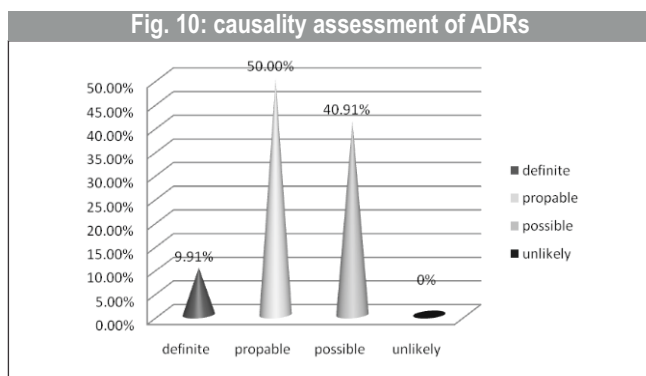 Fig. 10: causality assessment of ADRs
50.00%
50.00%
45.00%
40.91%
40.00%
35.00%
30.00%
25.00%
20.00%
15.00%
9.91%
10.00%
0%
5.00%
0.00%
definite propable possible unlikely
definite
propable
possible
unlikely